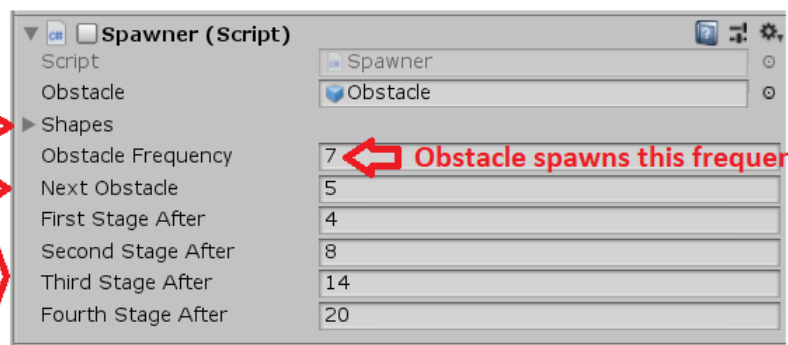 Spawner (Script)
Script Spawner
Obstacle Obstacle
Shapes
Obstacle Frequency 7 Obstacle spawns this
Next Obstacle 5
First Stage After 4
Second Stage After 8
Third Stage After 14
Fourth Stage After 20